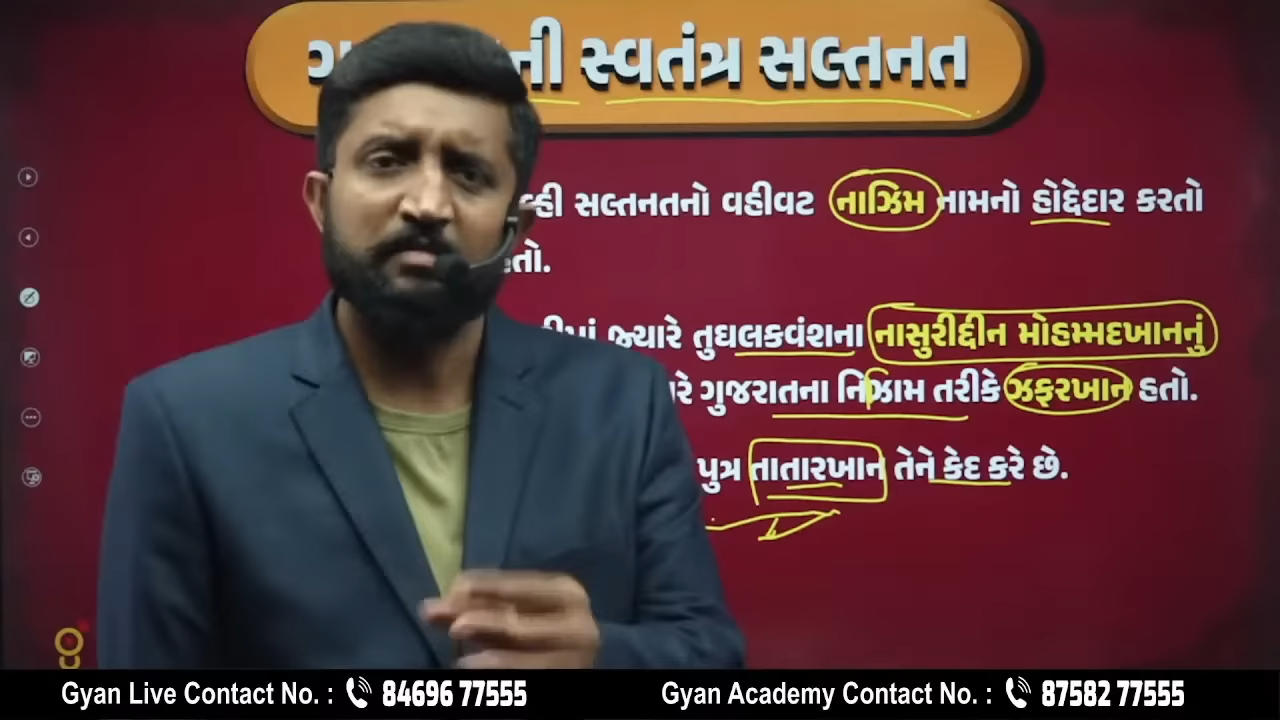 સ્વતંત્ર સલ્તનત
સલ્તનતનો વહીવટ નાઝિમ નામનો હોદ્દેદાર કરતો
જ્યારે તુઘલકવંશના નાસુરીદ્દીન મોહમ્મદખાનનું
ગુજરાતના નિઝામ તરીકે ઝફરખાન હતો.
પુત્ર તાતારખાન તેને કેદ કરે છે.
Gyan Live Contact No. : 84696 77555 Gyan Academy Contact No. : 87582 77555